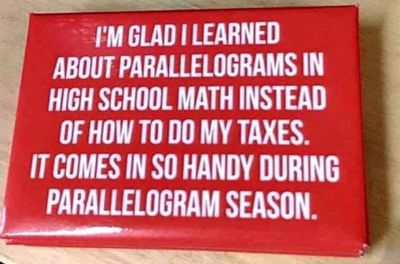 I'M GLAD I LEARNED
ABOUT PARALLELOGRAMS IN
HIGH SCHOOL MATH INSTEAD
OF HOW TO DO MY TAXES.
IT COMES IN SO HANDY DURING
PARALLELOGRAM SEASON.